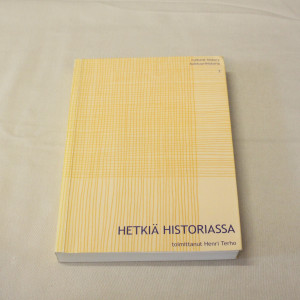 HETKIÄ HISTORIASSA
toimittanut Henri Terho